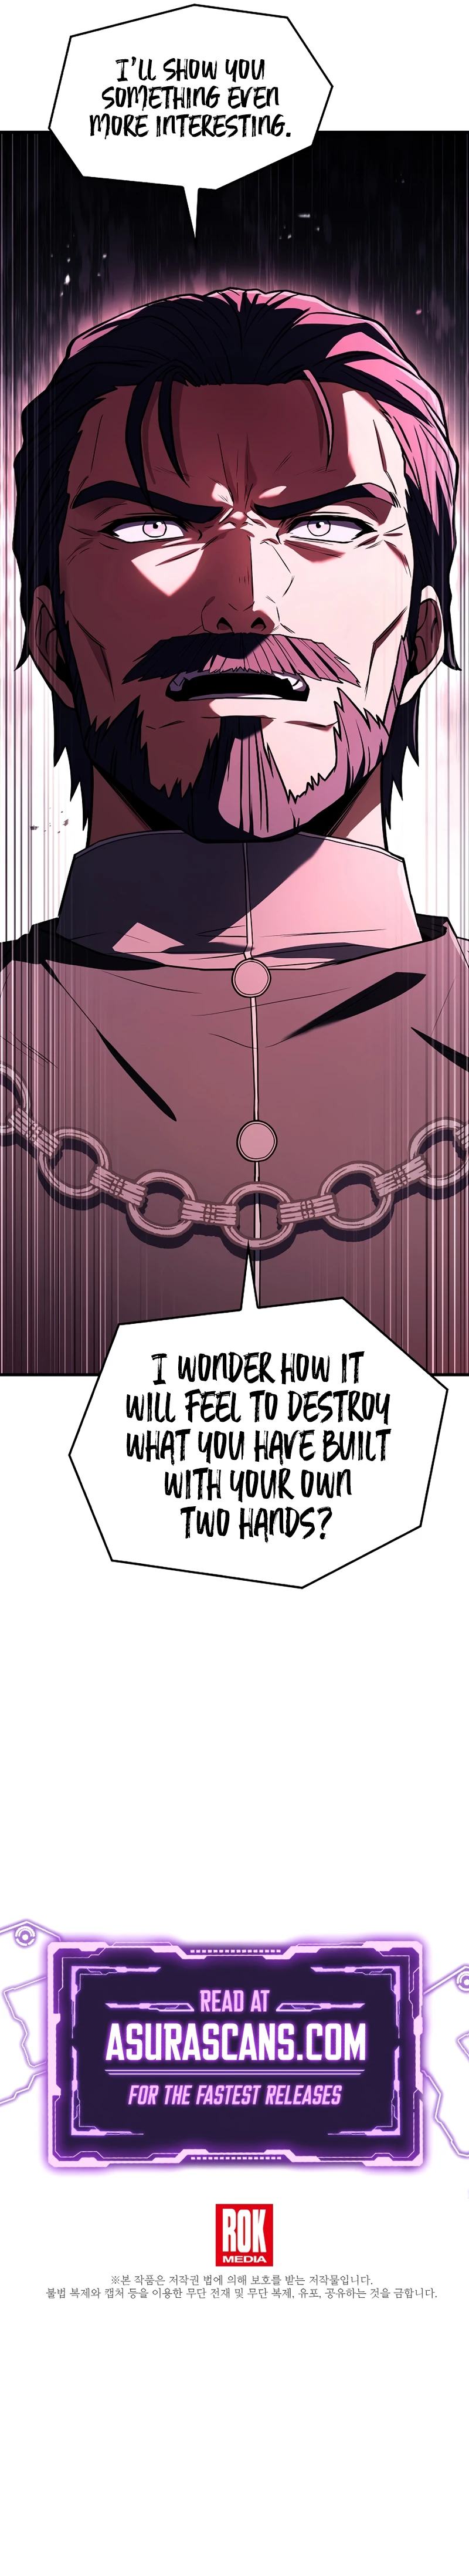 I'LL SHOW YOU
SOMETHING EVEN
MORE INTERESTING.
I WONDER HOW IT
WILL FEEL TO DESTROY
WHAT YOU HAVE BUILT
WITH YOUR OWN
TWO HANDS?
READ AT
ASURASCANS.COM
FOR THE FASTEST RELEASES
ROK
MEDIA
※본 작품은 저작권 법에 의해 보호를 받는 저작물입니다.
불법 복제와 캡처 등을 이용한 무단 전재 및 무단 복제, 유포, 공유하는 것을 금합니다.